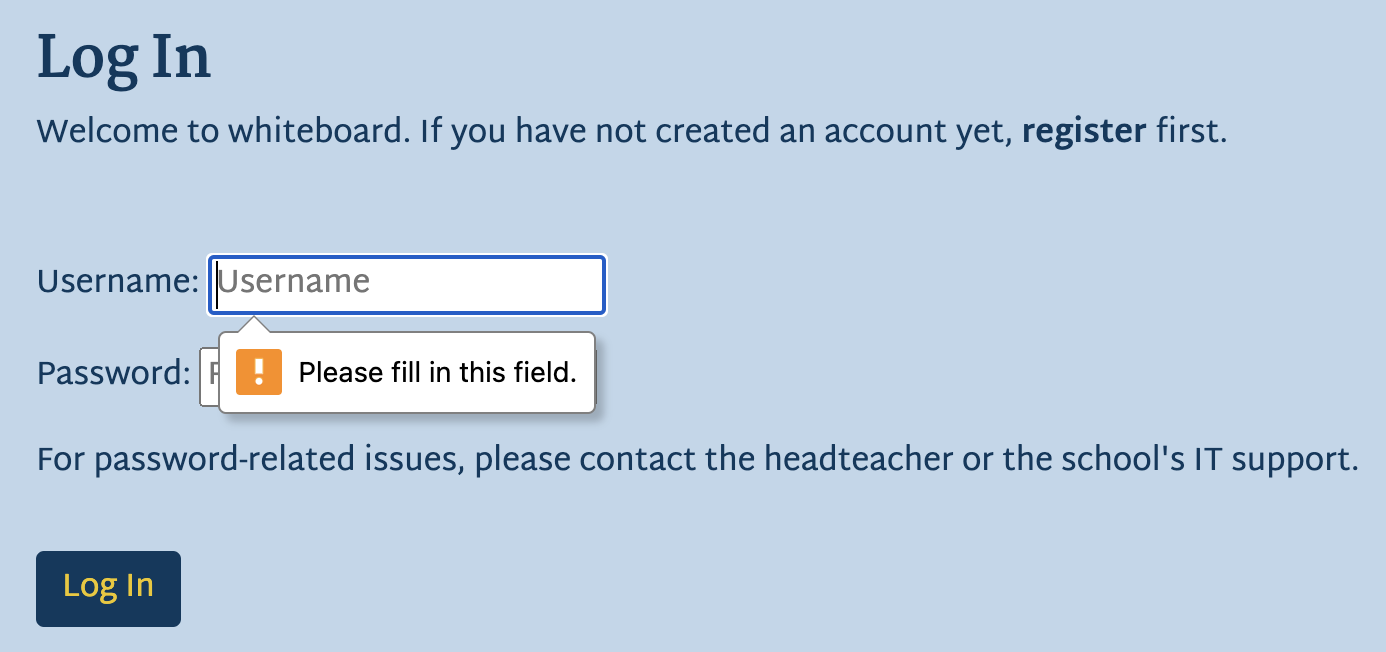 Log In
Welcome to whiteboard. If you have not created an account yet, register first.
Username: Username
Please fill in this field.
Password:
For password-related issues, please contact the headteacher or the school's IT support.
Log In